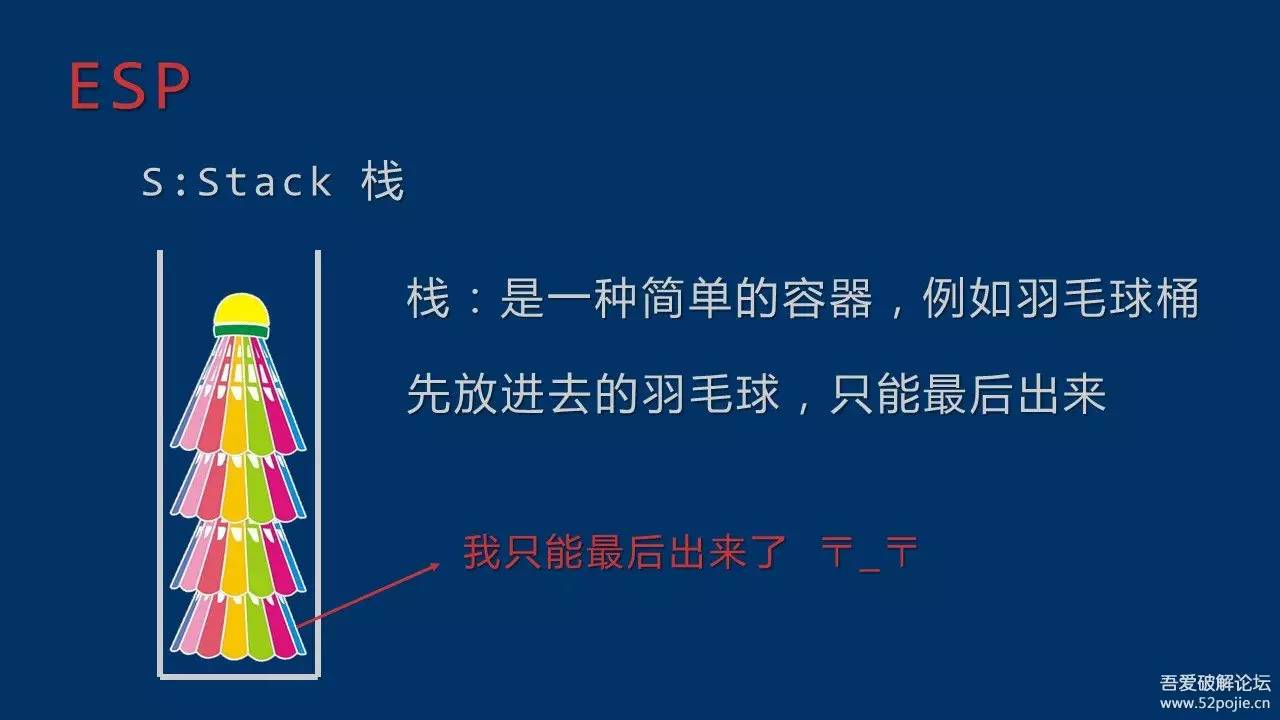 ESP
S:Stack 栈
栈：是一种简单的容器，例如羽毛球桶
先放进去的羽毛球，只能最后出来
我只能最后出来了 〒_〒
吾爱破解论坛
www.52pojie.cn